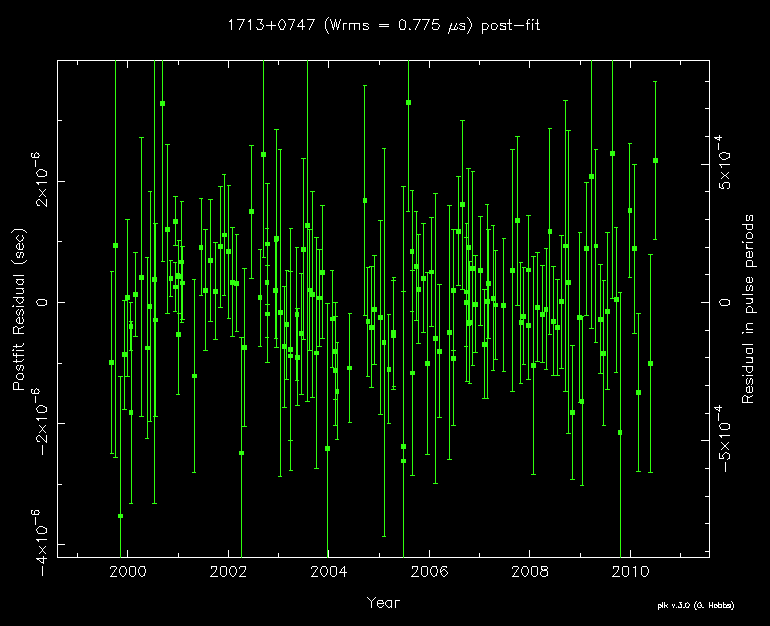 1713+0747 (Wrms = 0.775 μs) post-fit
Postfit Residual (sec)
2×10⁻⁶
0
−2×10⁻⁶
−4×10⁻⁶
5×10⁻⁴
0
−5×10⁻⁴
Residual in pulse periods
2000 2002 2004 2006 2008 2010
Year
plk v.3.0 (G. Hobbs)